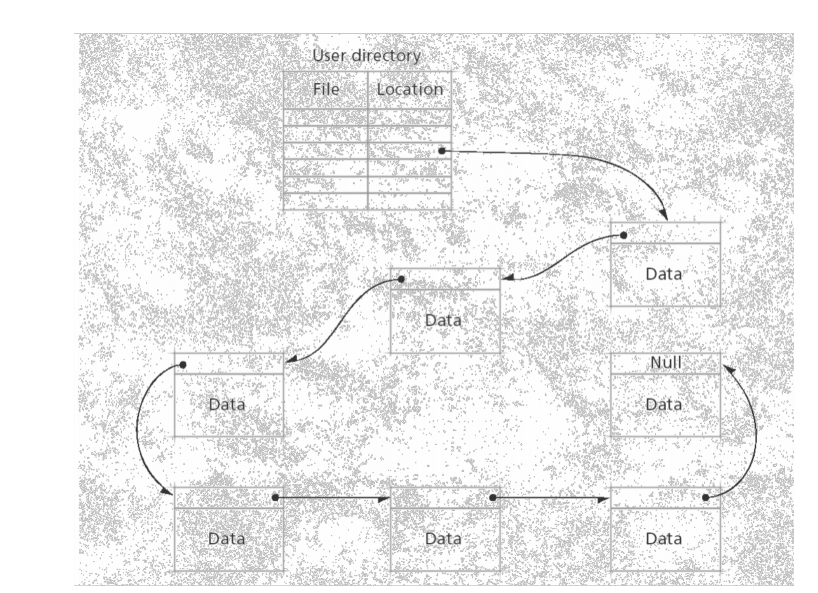 User directory
File Location
Data
Data
Data
Null
Data
Data
Data
Data